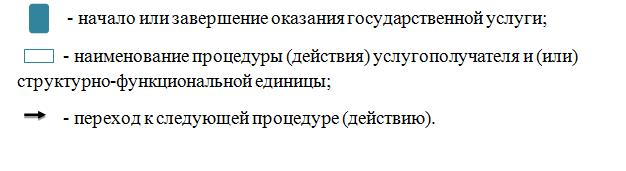 - начало или завершение оказания государственной услуги;
- наименование процедуры (действия) услугополучателя и (или)
структурно-функциональной единицы;
- переход к следующей процедуре (действию).